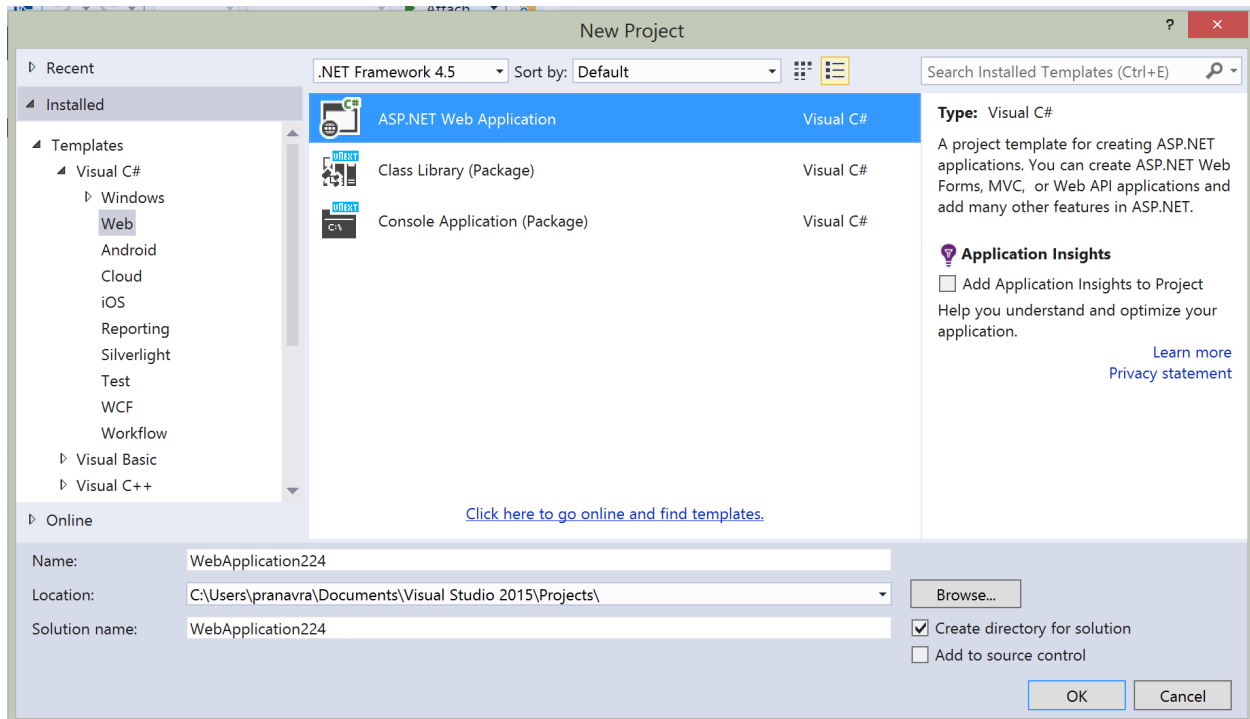 Attach
New Project
?
Recent
.NET Framework 4.5
Sort by:
Default
Search Installed Templates (Ctrl+E)
Installed
Templates
Visual C#
Windows
Web
Android
Cloud
iOS
Reporting
Silverlight
Test
WCF
Workflow
Visual Basic
Visual C++
Online
C#
ASP.NET Web Application
Visual C#
VNEXT
Class Library (Package)
Visual C#
VNEXT
C:\
Console Application (Package)
Visual C#
Click here to go online and find templates.
Type: Visual C#
A project template for creating ASP.NET
applications. You can create ASP.NET Web
Forms, MVC, or Web API applications and
add many other features in ASP.NET.
Application Insights
Add Application Insights to Project
Help you understand and optimize your
application.
Learn more
Privacy statement
Name:
WebApplication224
Location:
C:\Users\pranavra\Documents\Visual Studio 2015\Projects\
Browse...
Solution name:
WebApplication224
Create directory for solution
Add to source control
OK
Cancel